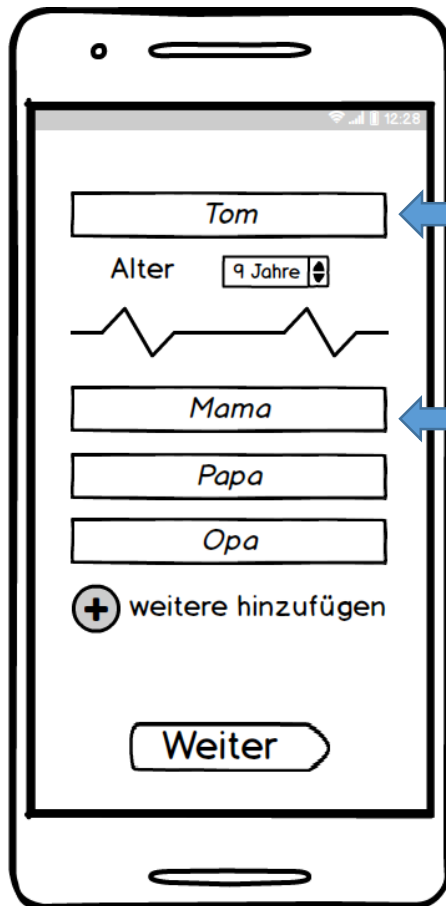 12:28
Tom
Alter 9 Jahre
Mama
Papa
Opa
weitere hinzufügen
Weiter